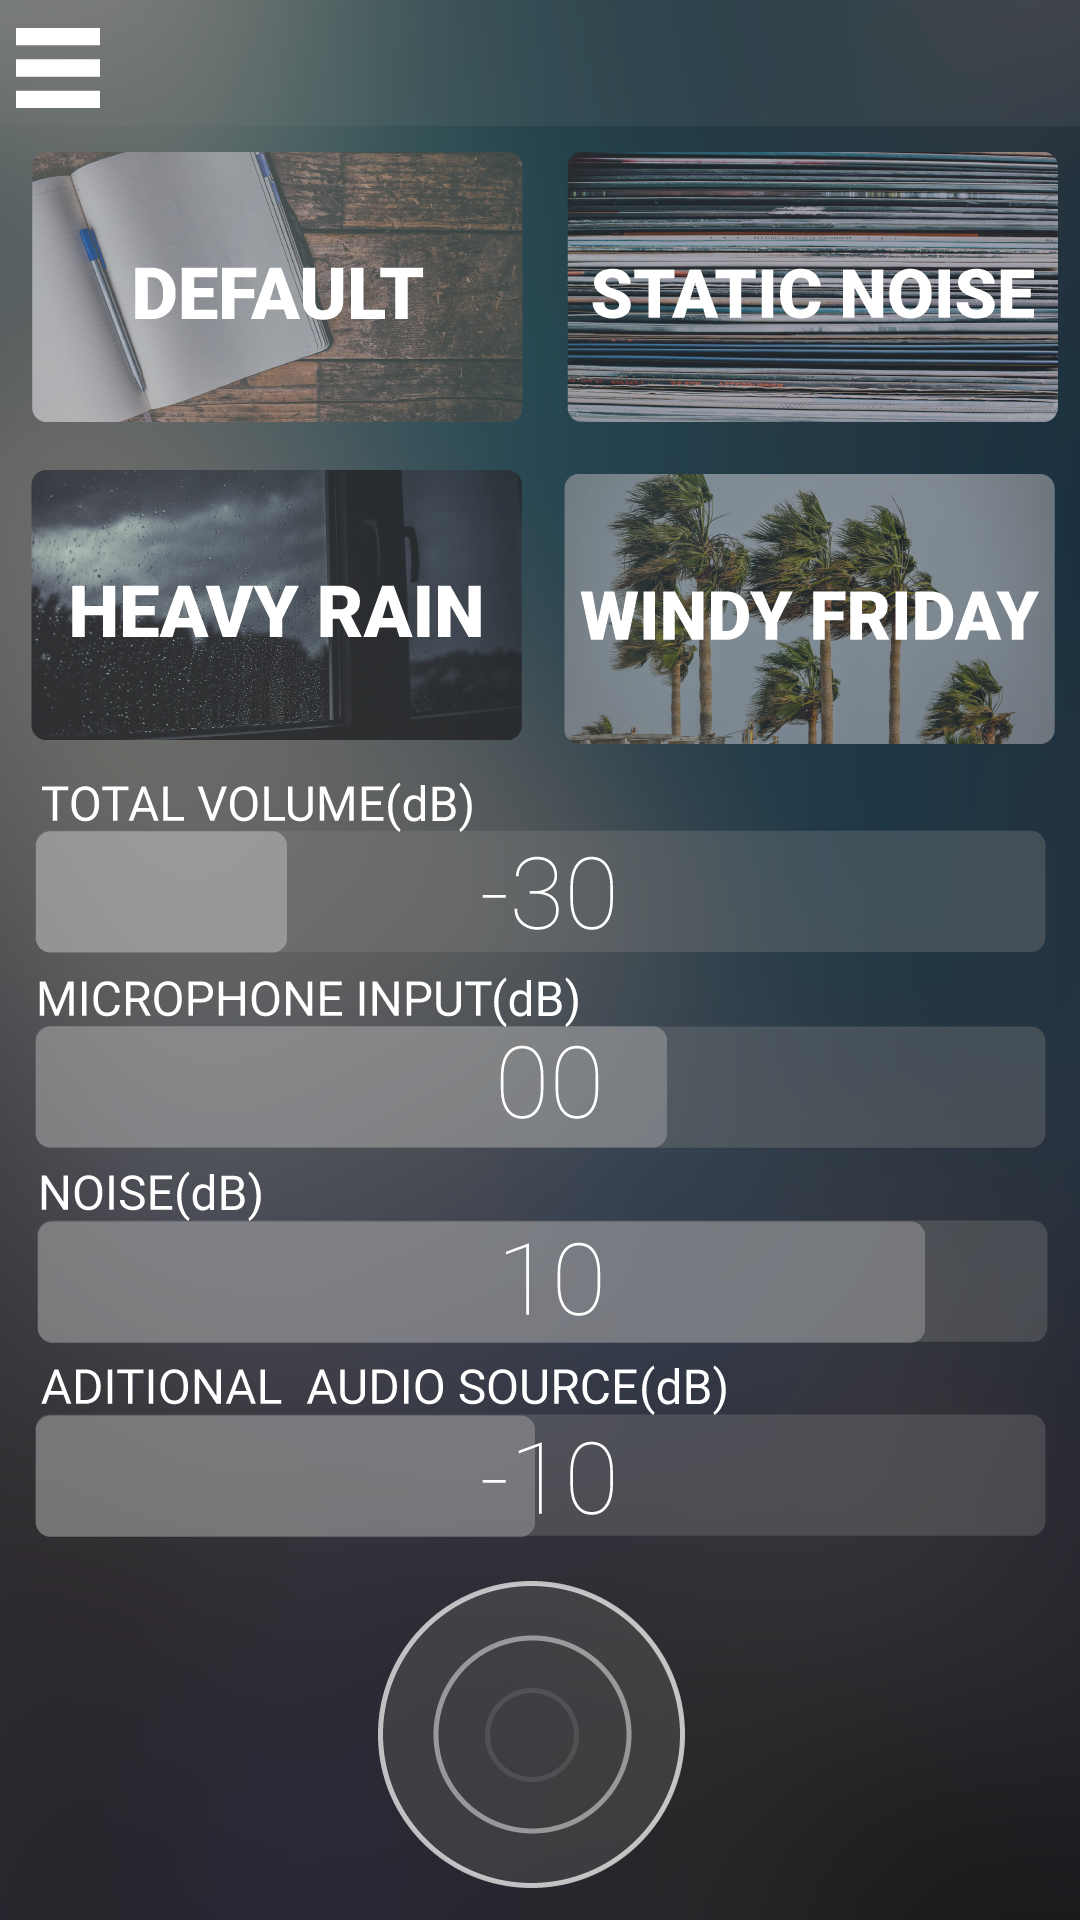 DEFAULT
STATIC NOISE
HEAVY RAIN
WINDY FRIDAY
TOTAL VOLUME(dB)
-30
MICROPHONE INPUT(dB)
00
NOISE(dB)
10
ADITIONAL  AUDIO SOURCE(dB)
-10